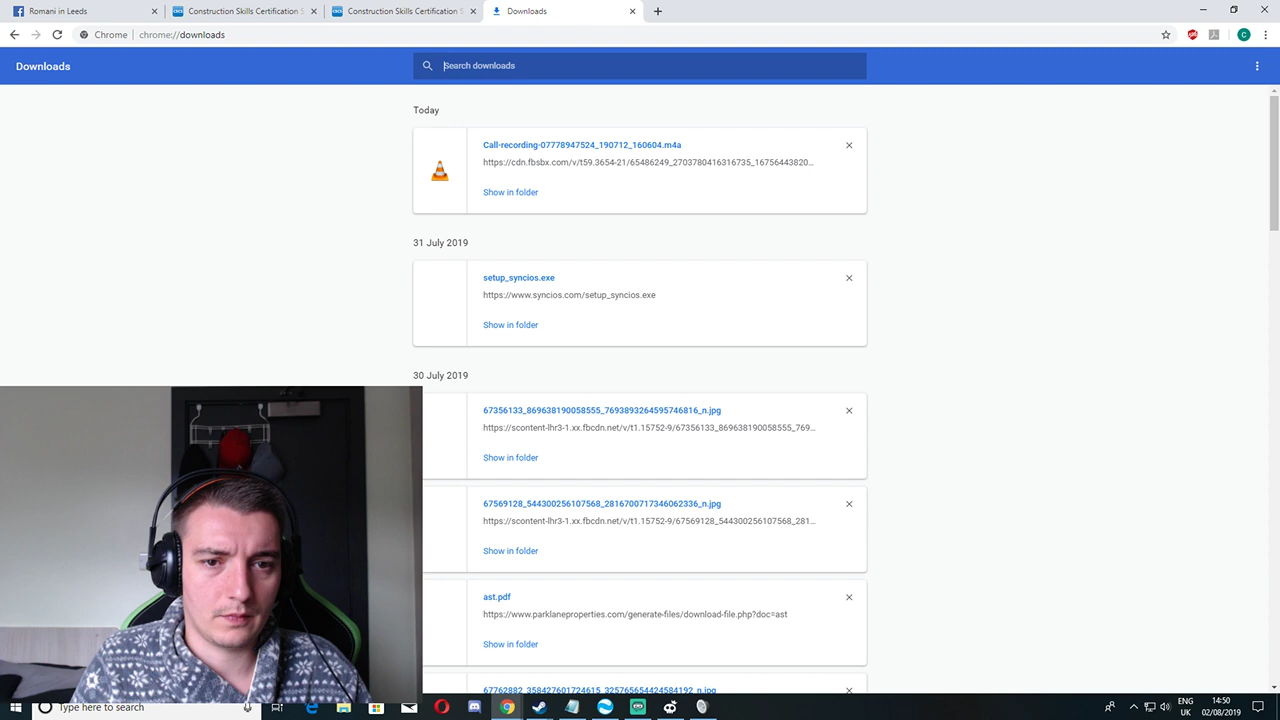 Romani in Leeds
Construction Skills Certification S
Construction Skills Certification S
Downloads
Chrome | chrome://downloads
C
Downloads
Search downloads
Today
Call-recording-07778947524_190712_160604.m4a
https://cdn.fbsbx.com/v/t59.3654-21/65486249_2703780416316735_16756443820...
Show in folder
31 July 2019
setup_syncios.exe
https://www.syncios.com/setup_syncios.exe
Show in folder
30 July 2019
67356133_869638190058555_7693893264595746816_n.jpg
https://scontent-lhr3-1.xx.fbcdn.net/v/t1.15752-9/67356133_869638190058555_769...
Show in folder
67569128_544300256107568_2816700717346062336_n.jpg
https://scontent-lhr3-1.xx.fbcdn.net/v/t1.15752-9/67569128_544300256107568_281...
Show in folder
ast.pdf
https://www.parklaneproperties.com/generate-files/download-file.php?doc=ast
Show in folder
67762882_358427601724615_325765654424584192_n.jpg
Type here to search
ENG
UK
14:50
02/08/2019